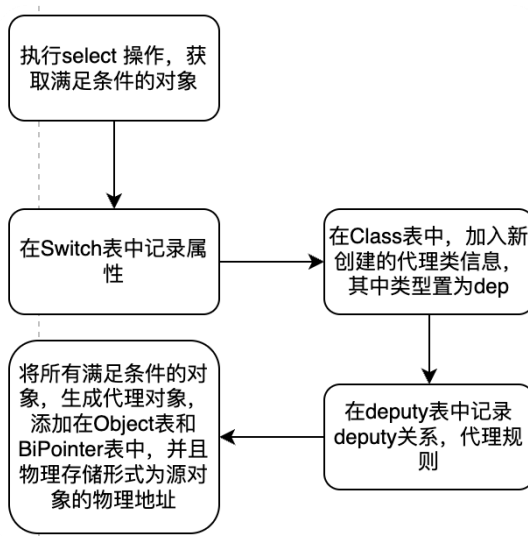 执行select 操作，获
取满足条件的对象
在Switch表中记录属
性
在Class表中，加入新
创建的代理类信息，
其中类型置为dep
在deputy表中记录
deputy关系，代理规
则
将所有满足条件的对
象，生成代理对象，
添加在Object表和
BiPointer表中，并且
物理存储形式为源对
象的物理地址